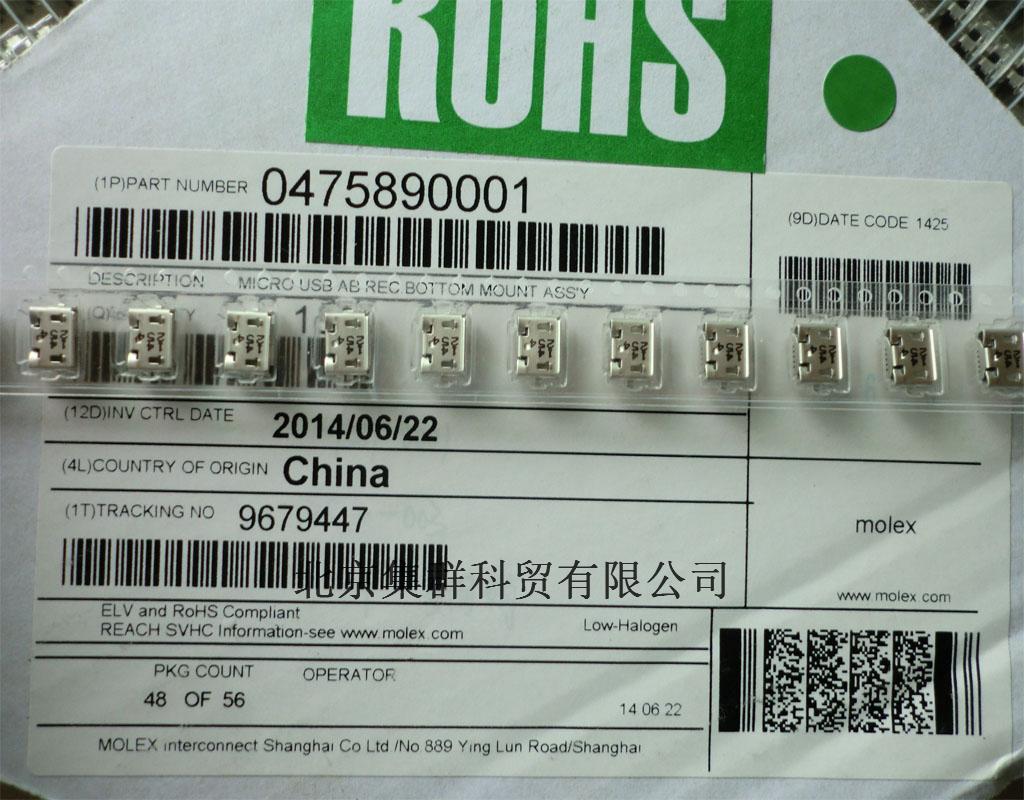 ROHS
(1P)PART NUMBER 0475890001
(9D)DATE CODE 1425
DESCRIPTION MICRO USB AB REC.BOTTOM MOUNT ASS'Y
(12D)INV CTRL DATE 2014/06/22
(4L)COUNTRY OF ORIGIN China
(1T)TRACKING NO 9679447
molex
www.molex.com
北京集群科贸有限公司
ELV and RoHS Compliant
REACH SVHC Information-see www.molex.com
Low-Halogen
PKG COUNT OPERATOR
48 OF 56
14 06 22
MOLEX interconnect Shanghai Co Ltd /No 889 Ying Lun Road/Shanghai